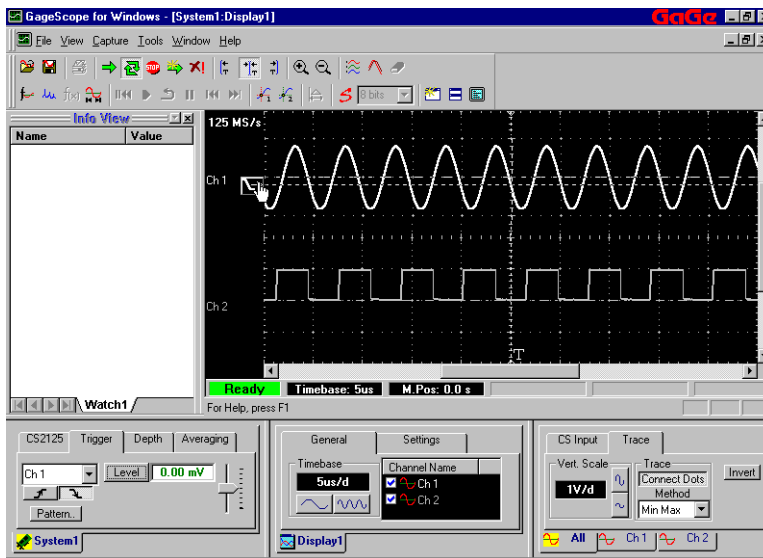 GageScope for Windows - [System1:Display1]
GaGe
File View Capture Tools Window Help
f(x)
1 2
S 8 bits
Info View
Name Value
125 MS/s
Ch 1
Ch 2
T
Ready Timebase: 5us M.Pos: 0.0 s
Watch1
For Help, press F1
CS2125 Trigger Depth Averaging
Ch 1 Level 0.00 mV
Pattern..
System1
General Settings
Timebase
5us/d
Channel Name
Ch 1
Ch 2
Display1
CS Input Trace
Vert. Scale
1V/d
Trace
Connect Dots
Method
Min Max
Invert
All Ch 1 Ch 2